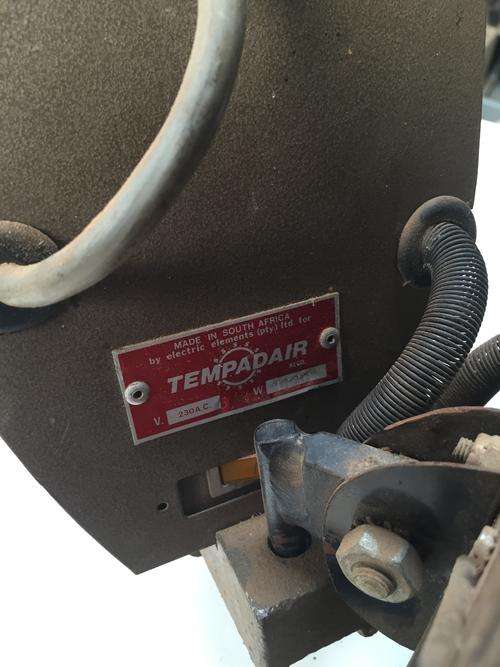 MADE IN SOUTH AFRICA
by electric elements (pty) ltd. for
TEMPADAIR
V. 230A.C. W